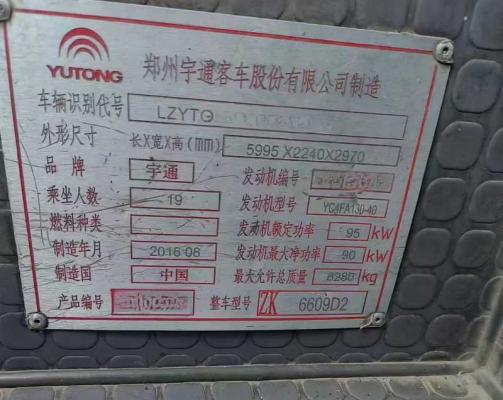 YUTONG
郑州宇通客车股份有限公司制造
车辆识别代号 LZYTG
外形尺寸 长X宽X高(mm) 5995X2240X2970
品牌 宇通 发动机编号
乘坐人数 19 发动机型号 YC4FA130-40
燃料种类 发动机额定功率 95 kW
制造年月 2016 08 发动机最大净功率 90 kW
制造国 中国 最大允许总质量 6280 kg
产品编号 整车型号 ZK 6609D2